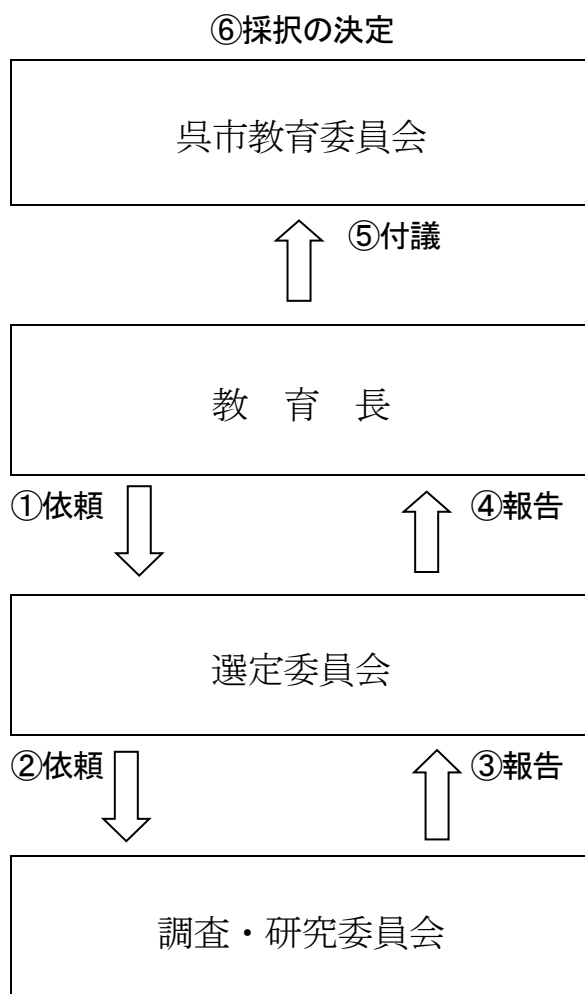 ⑥採択の決定
呉市教育委員会
⑤付議
教　育　長
①依頼
④報告
選定委員会
②依頼
③報告
調査・研究委員会